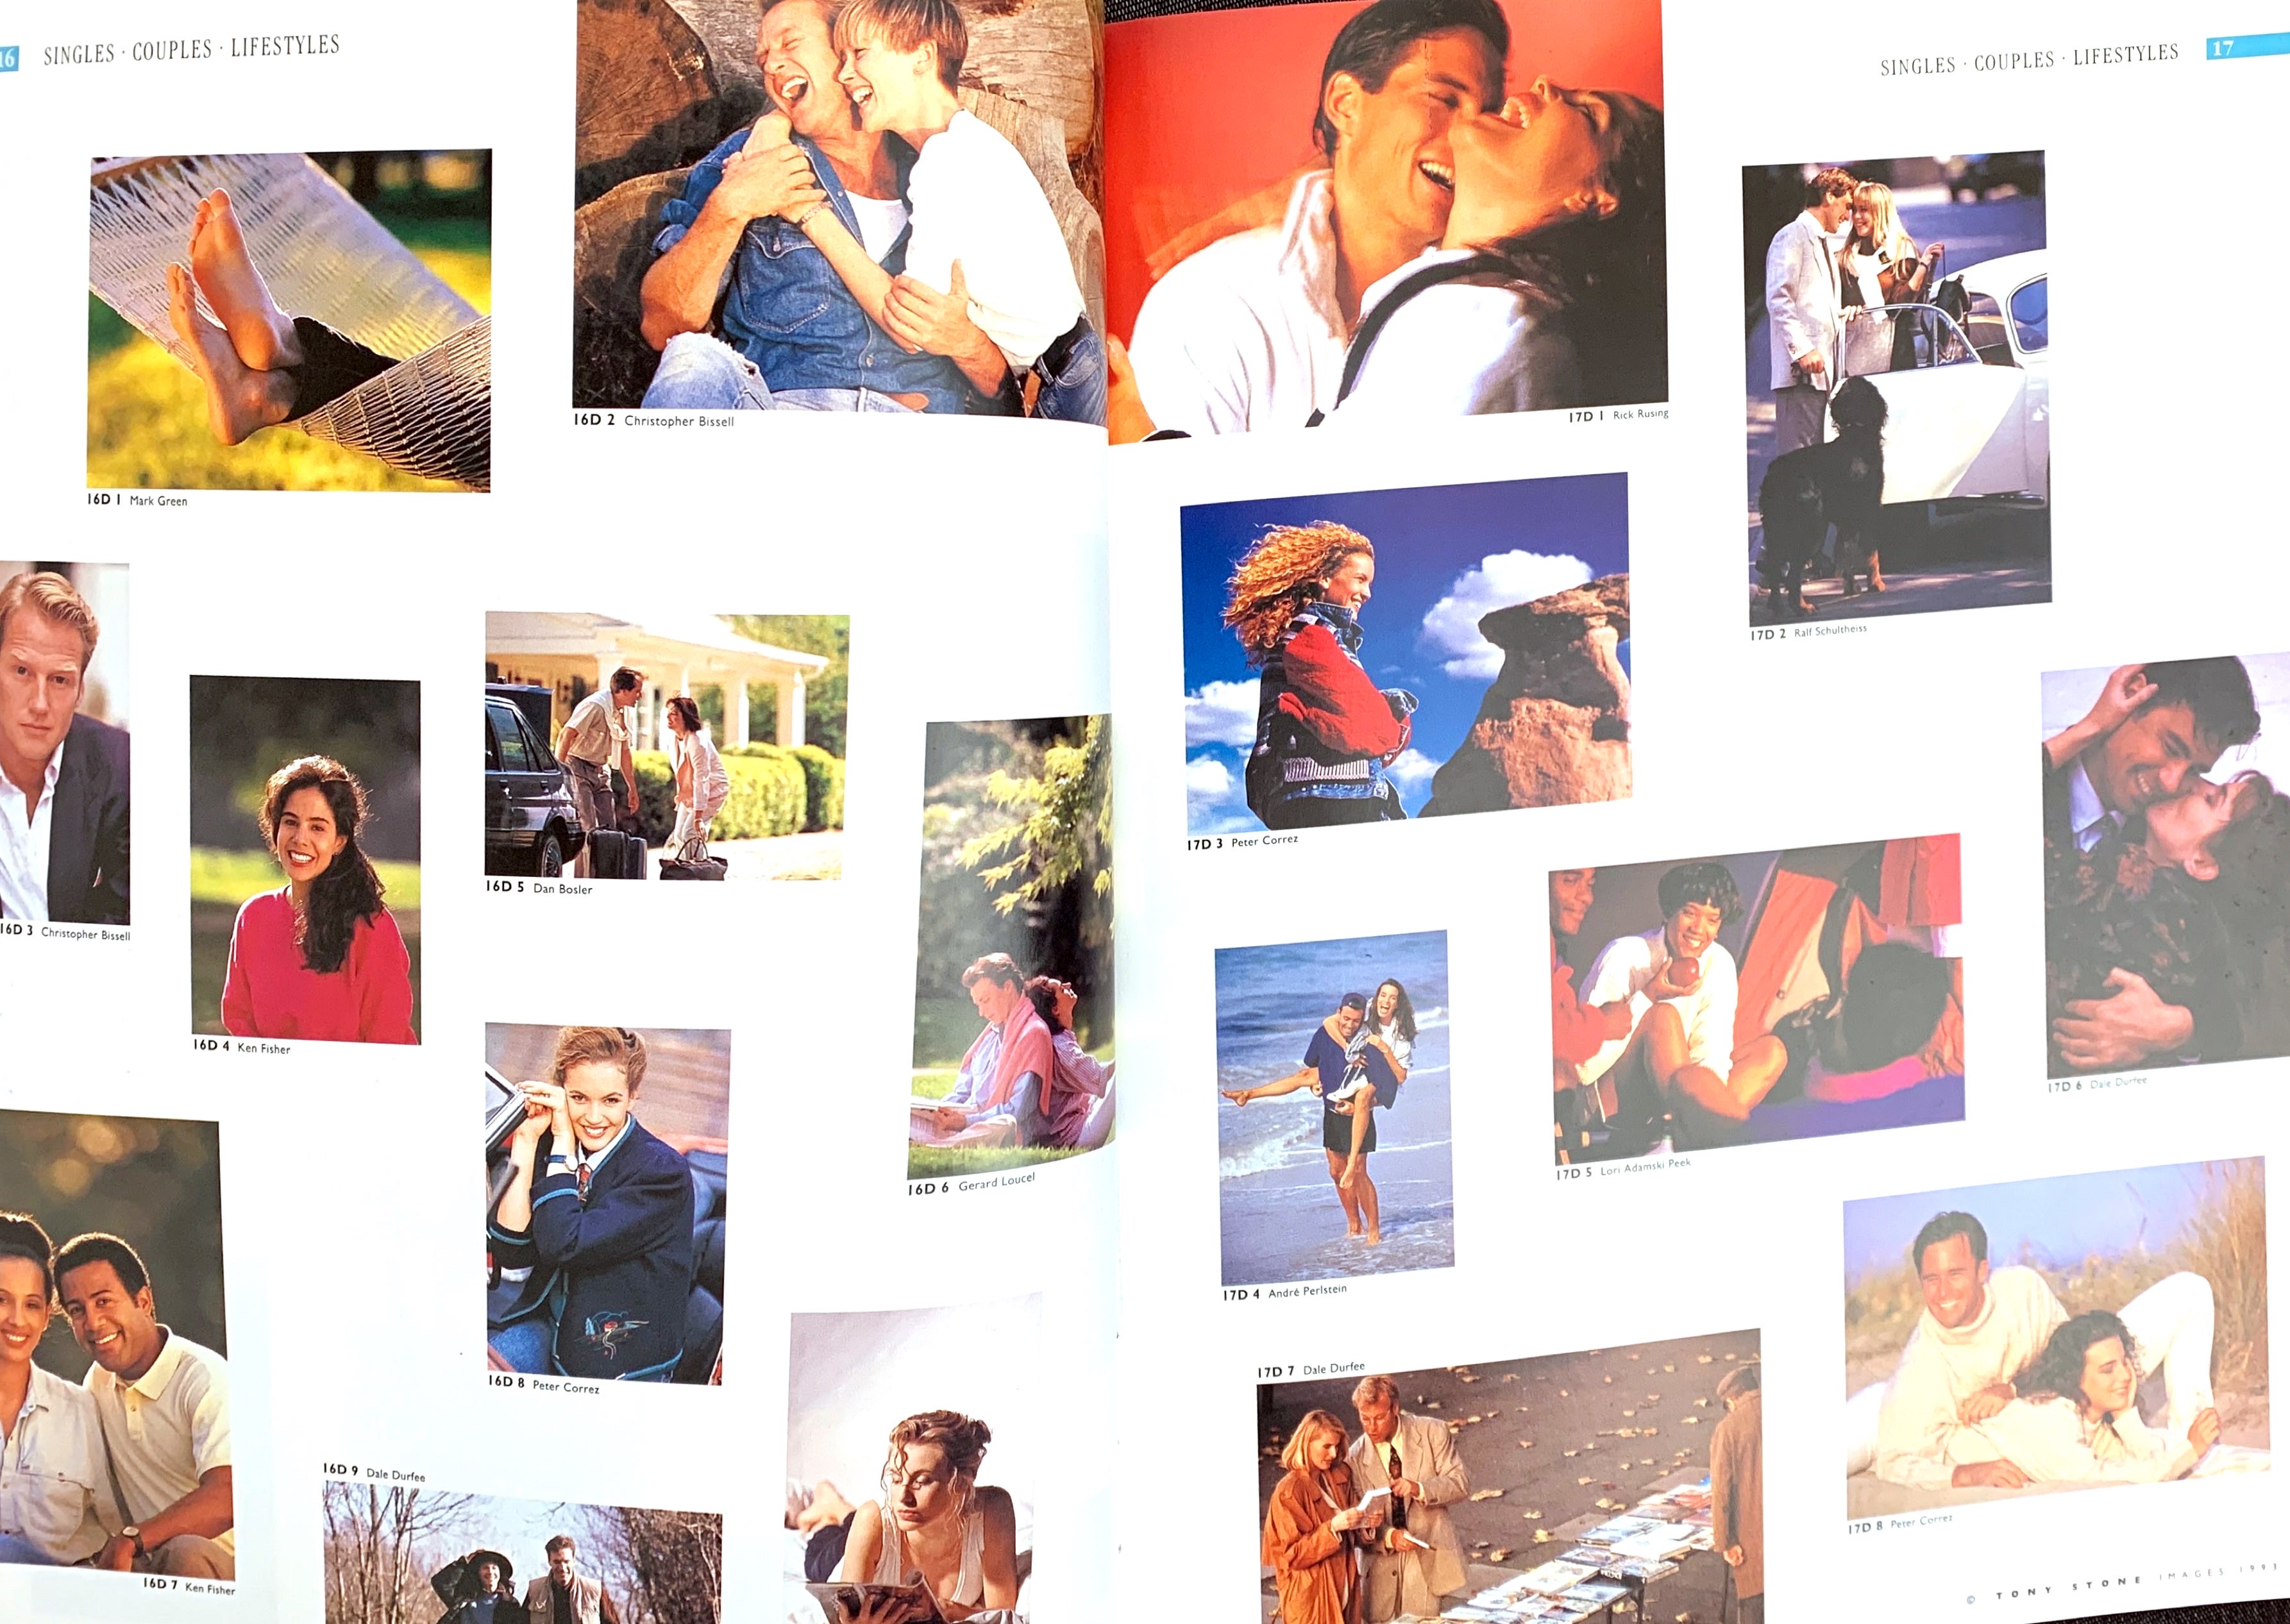 16 SINGLES · COUPLES · LIFESTYLES
16D 1 Mark Green
16D 2 Christopher Bissell
16D 3 Christopher Bissell
16D 4 Ken Fisher
16D 5 Dan Bosler
16D 6 Gerard Loucel
16D 7 Ken Fisher
16D 8 Peter Correz
16D 9 Dale Durfee
SINGLES · COUPLES · LIFESTYLES 17
17D 1 Rick Rusing
17D 2 Ralf Schultheiss
17D 3 Peter Correz
17D 4 André Perlstein
17D 5 Lori Adamski Peek
17D 6 Dale Durfee
17D 7 Dale Durfee
17D 8 Peter Correz
© TONY STONE IMAGES 1993